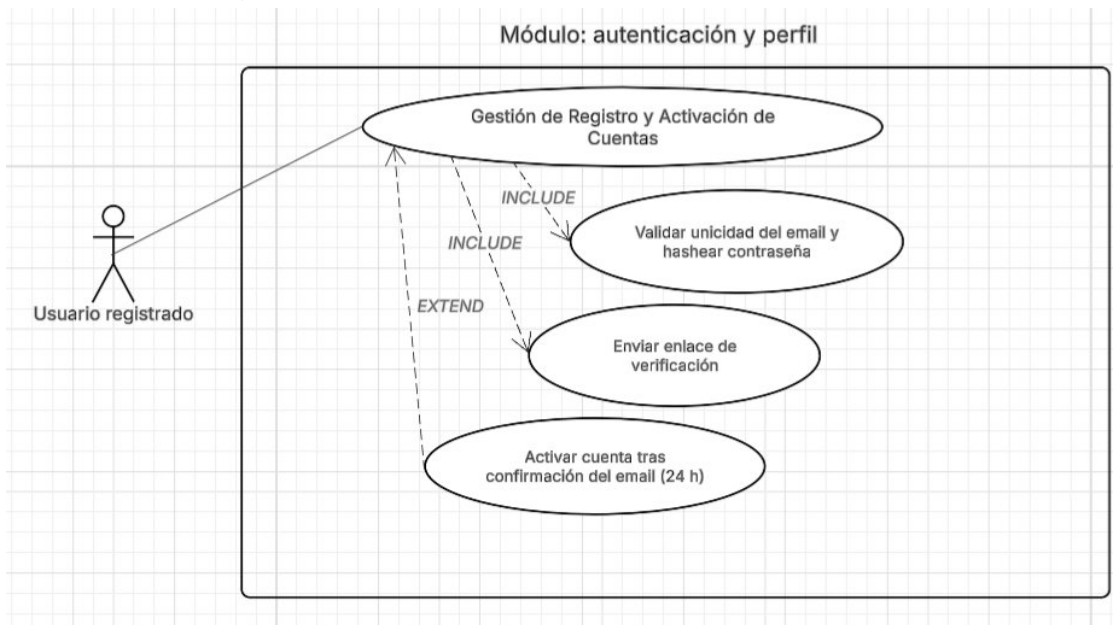 Módulo: autenticación y perfil
Gestión de Registro y Activación de
Cuentas
INCLUDE
Validar unicidad del email y
hashear contraseña
INCLUDE
Usuario registrado
EXTEND
Enviar enlace de
verificación
Activar cuenta tras
confirmación del email (24 h)